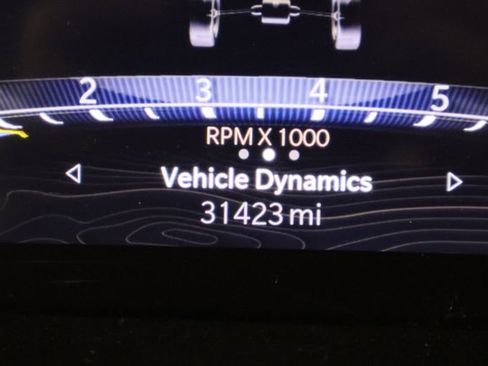 2 3 4 5
RPM X 1000
Vehicle Dynamics
31423 mi